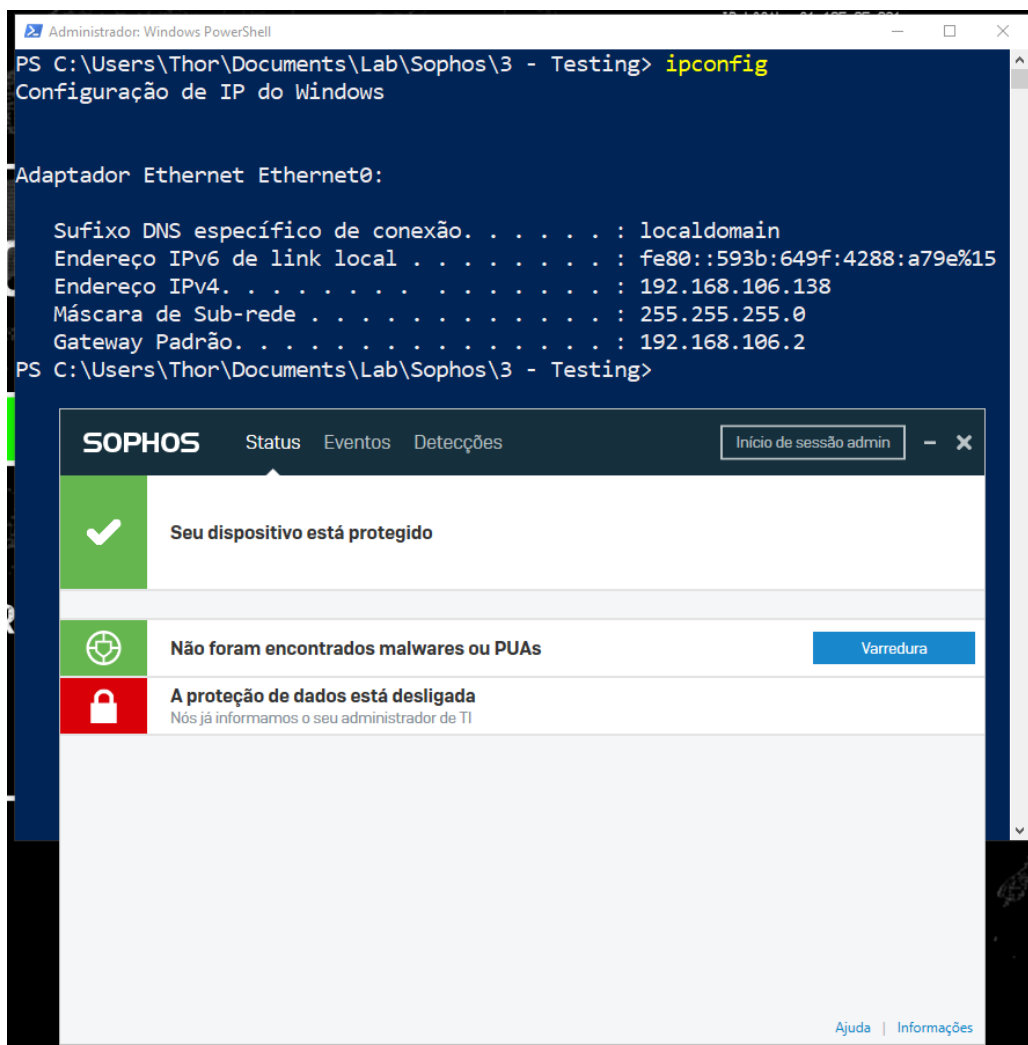 Administrador: Windows PowerShell
PS C:\Users\Thor\Documents\Lab\Sophos\3 - Testing> ipconfig
Configuração de IP do Windows
Adaptador Ethernet Ethernet0:
Sufixo DNS específico de conexão. . . . . . : localdomain
Endereço IPv6 de link local . . . . . . . . : fe80::593b:649f:4288:a79e%15
Endereço IPv4. . . . . . . . . . . . . . . : 192.168.106.138
Máscara de Sub-rede . . . . . . . . . . . . : 255.255.255.0
Gateway Padrão. . . . . . . . . . . . . . . : 192.168.106.2
PS C:\Users\Thor\Documents\Lab\Sophos\3 - Testing>
SOPHOS Status Eventos Detecções Início de sessão admin
Seu dispositivo está protegido
Não foram encontrados malwares ou PUAs Varredura
A proteção de dados está desligada
Nós já informamos o seu administrador de TI
Ajuda | Informações